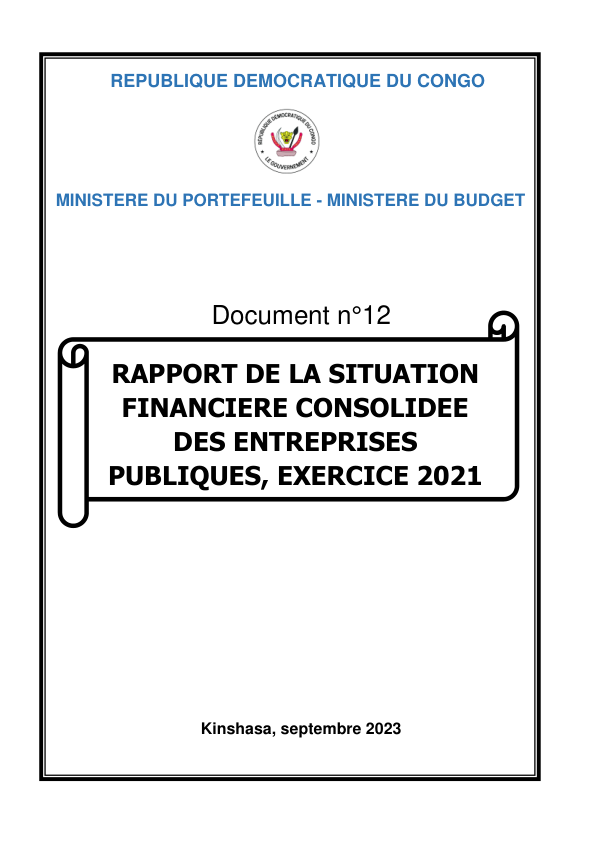 REPUBLIQUE DEMOCRATIQUE DU CONGO
REPUBLIQUE DÉMOCRATIQUE DU CONGO
LE GOUVERNEMENT
MINISTERE DU PORTEFEUILLE - MINISTERE DU BUDGET
Document n°12
RAPPORT DE LA SITUATION
FINANCIERE CONSOLIDEE
DES ENTREPRISES
PUBLIQUES, EXERCICE 2021
Kinshasa, septembre 2023